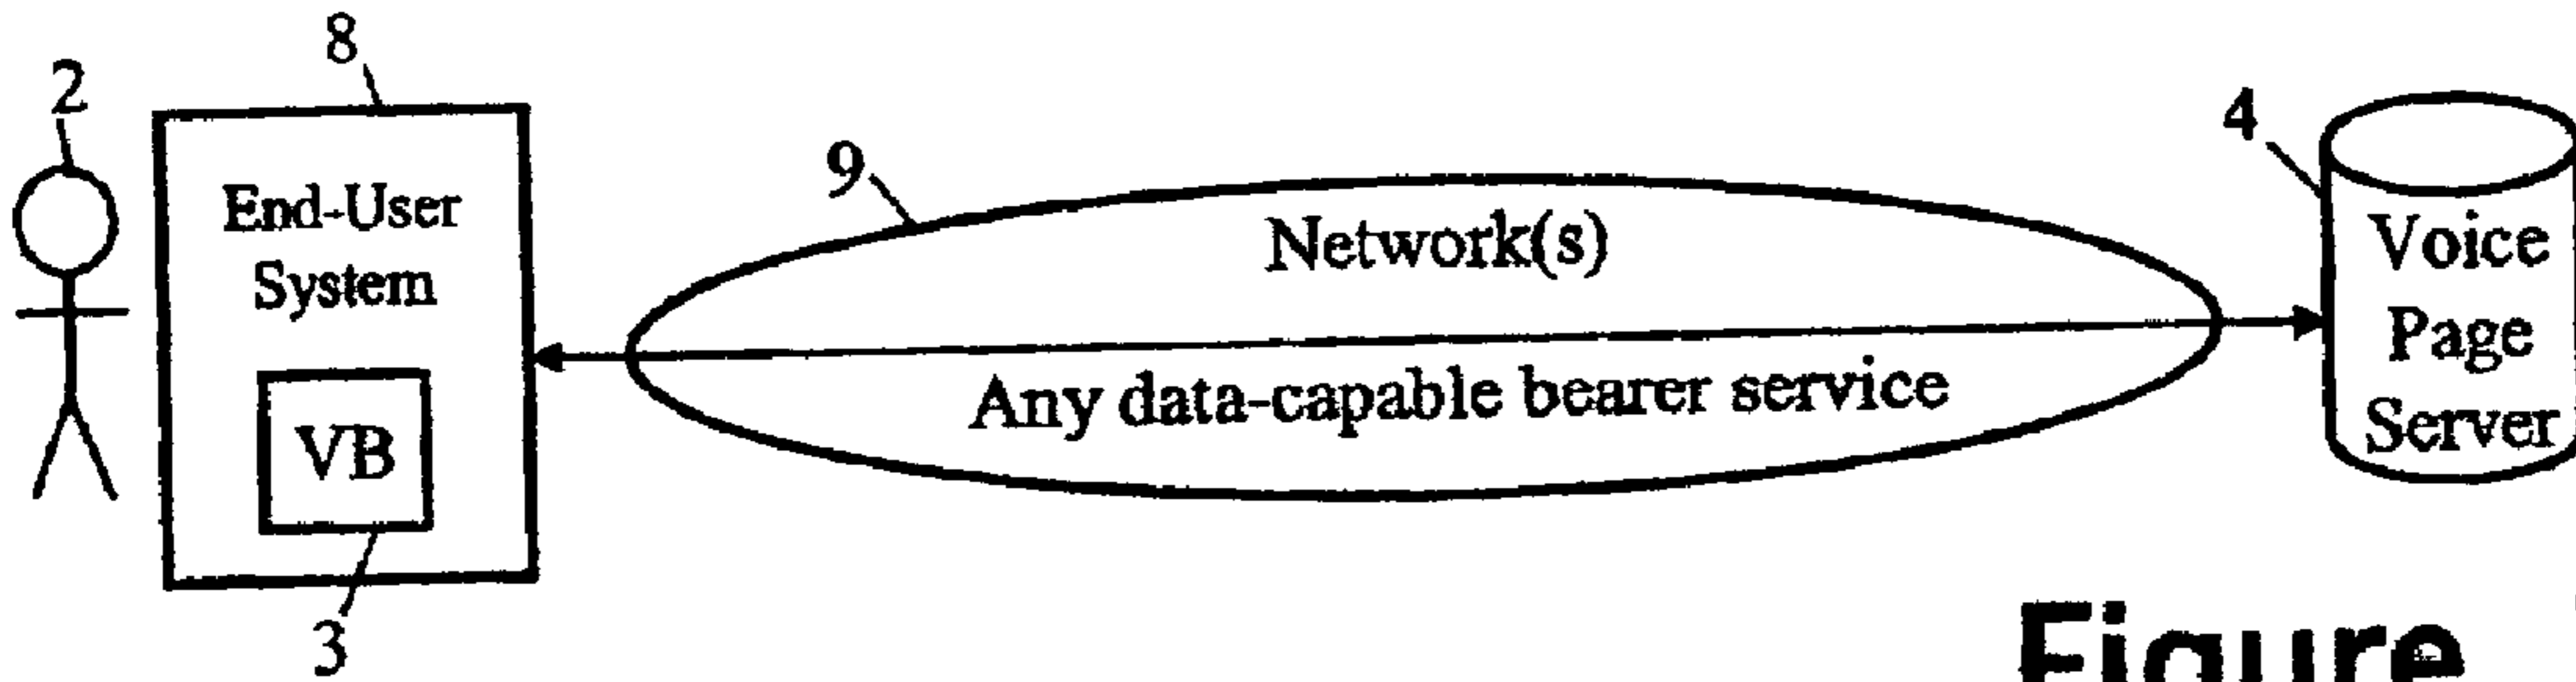 2
8
End-User
System
VB
3
9
Network(s)
Any data-capable bearer service
4
Voice
Page
Server
Figure